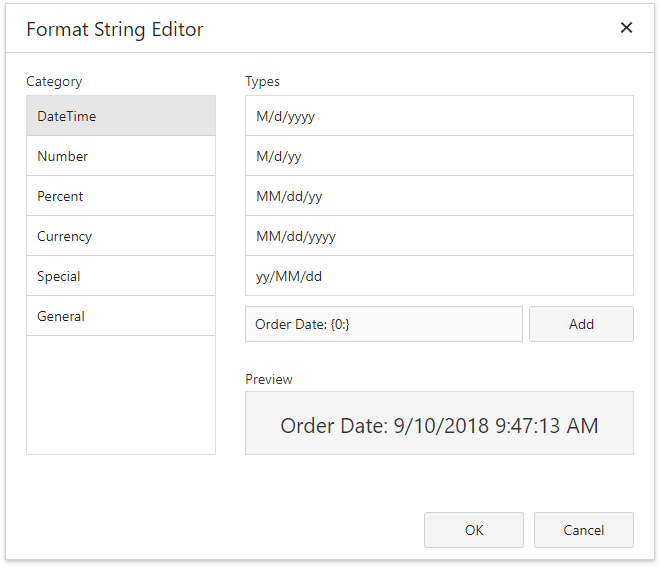 Format String Editor
Category
DateTime
Number
Percent
Currency
Special
General
Types
M/d/yyyy
M/d/yy
MM/dd/yy
MM/dd/yyyy
yy/MM/dd
Order Date: {0:}
Add
Preview
Order Date: 9/10/2018 9:47:13 AM
OK
Cancel